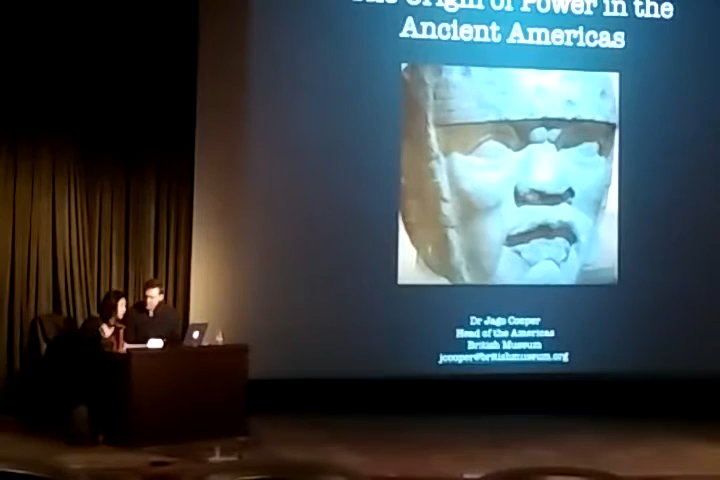 The Origin of Power in the
Ancient Americas
Dr Jago Cooper
Head of the Americas
British Museum
jcooper@britishmuseum.org